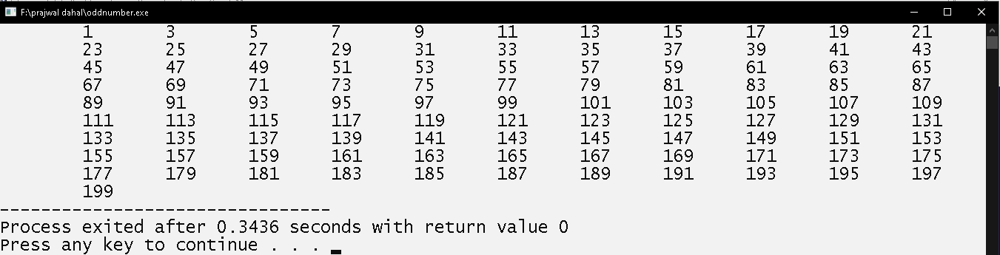 F:\prajwal dahal\oddnumber.exe
1 3 5 7 9 11 13 15 17 19 21
23 25 27 29 31 33 35 37 39 41 43
45 47 49 51 53 55 57 59 61 63 65
67 69 71 73 75 77 79 81 83 85 87
89 91 93 95 97 99 101 103 105 107 109
111 113 115 117 119 121 123 125 127 129 131
133 135 137 139 141 143 145 147 149 151 153
155 157 159 161 163 165 167 169 171 173 175
177 179 181 183 185 187 189 191 193 195 197
199
--------------------------------
Process exited after 0.3436 seconds with return value 0
Press any key to continue . . .